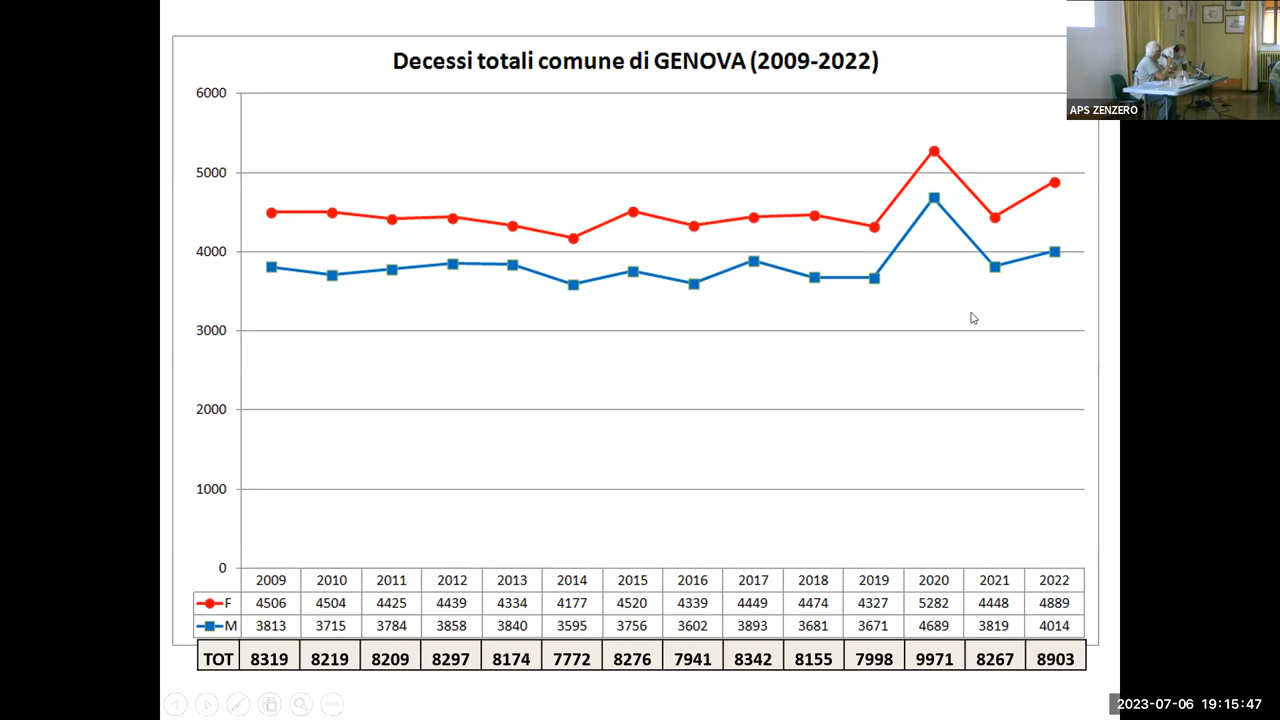 Decessi totali comune di GENOVA (2009-2022)
APS ZENZERO
6000
5000
4000
3000
2000
1000
0
2009 2010 2011 2012 2013 2014 2015 2016 2017 2018 2019 2020 2021 2022
F 4506 4504 4425 4439 4334 4177 4520 4339 4449 4474 4327 5282 4448 4889
M 3813 3715 3784 3858 3840 3595 3756 3602 3893 3681 3671 4689 3819 4014
TOT 8319 8219 8209 8297 8174 7772 8276 7941 8342 8155 7998 9971 8267 8903
2023-07-06 19:15:47